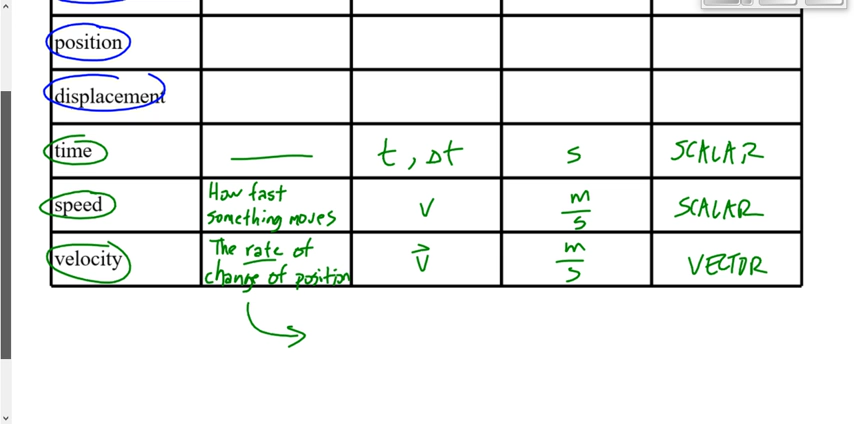 position
displacement
time t, Δt s SCALAR
speed How fast something moves v m/s SCALAR
velocity The rate of change of position v⃗ m/s VECTOR